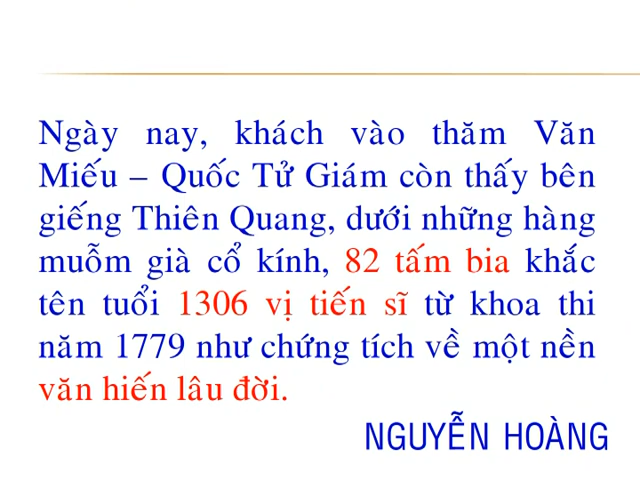 Ngày nay, khách vào thăm Văn
Miếu – Quốc Tử Giám còn thấy bên
giếng Thiên Quang, dưới những hàng
muỗm già cổ kính, 82 tấm bia khắc
tên tuổi 1306 vị tiến sĩ từ khoa thi
năm 1779 như chứng tích về một nền
văn hiến lâu đời.
NGUYỄN HOÀNG